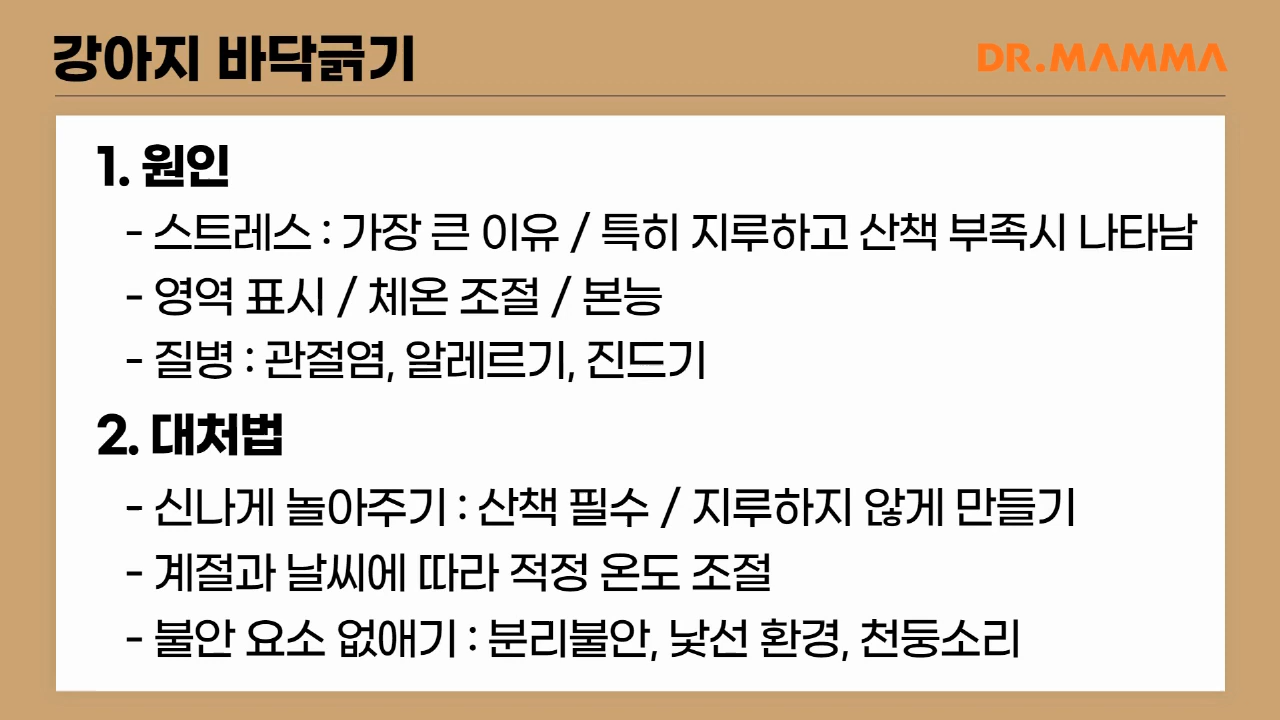 강아지 바닥긁기
DR.MAMMA
1. 원인
- 스트레스 : 가장 큰 이유 / 특히 지루하고 산책 부족시 나타남
- 영역 표시 / 체온 조절 / 본능
- 질병 : 관절염, 알레르기, 진드기
2. 대처법
- 신나게 놀아주기 : 산책 필수 / 지루하지 않게 만들기
- 계절과 날씨에 따라 적정 온도 조절
- 불안 요소 없애기 : 분리불안, 낯선 환경, 천둥소리